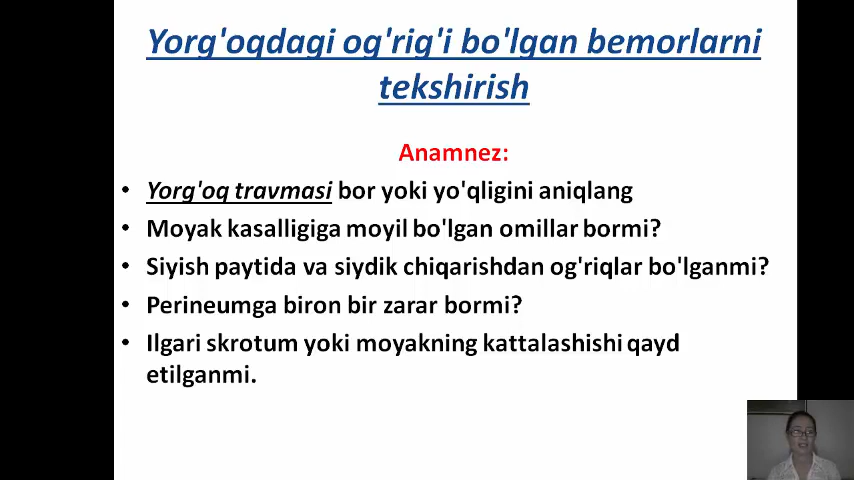 Yorg'oqdagi og'rig'i bo'lgan bemorlarni
tekshirish
Anamnez:
• Yorg'oq travmasi bor yoki yo'qligini aniqlang
• Moyak kasalligiga moyil bo'lgan omillar bormi?
• Siyish paytida va siydik chiqarishdan og'riqlar bo'lganmi?
• Perineumga biron bir zarar bormi?
• Ilgari skrotum yoki moyakning kattalashishi qayd
etilganmi.